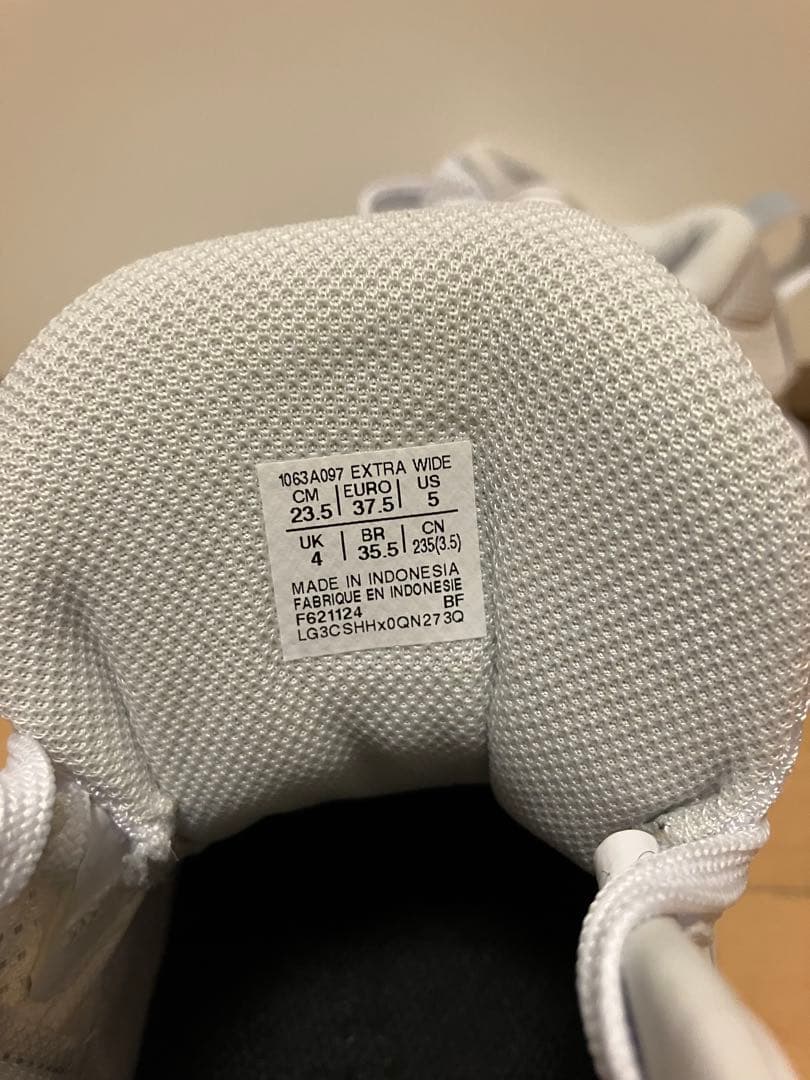 1063A097 EXTRA WIDE
CM | EURO | US
23.5 | 37.5 | 5
UK | BR | CN
4 | 35.5 | 235(3.5)
MADE IN INDONESIA
FABRIQUE EN INDONESIE
F621124 BF
LG3CSHHx0QN273Q